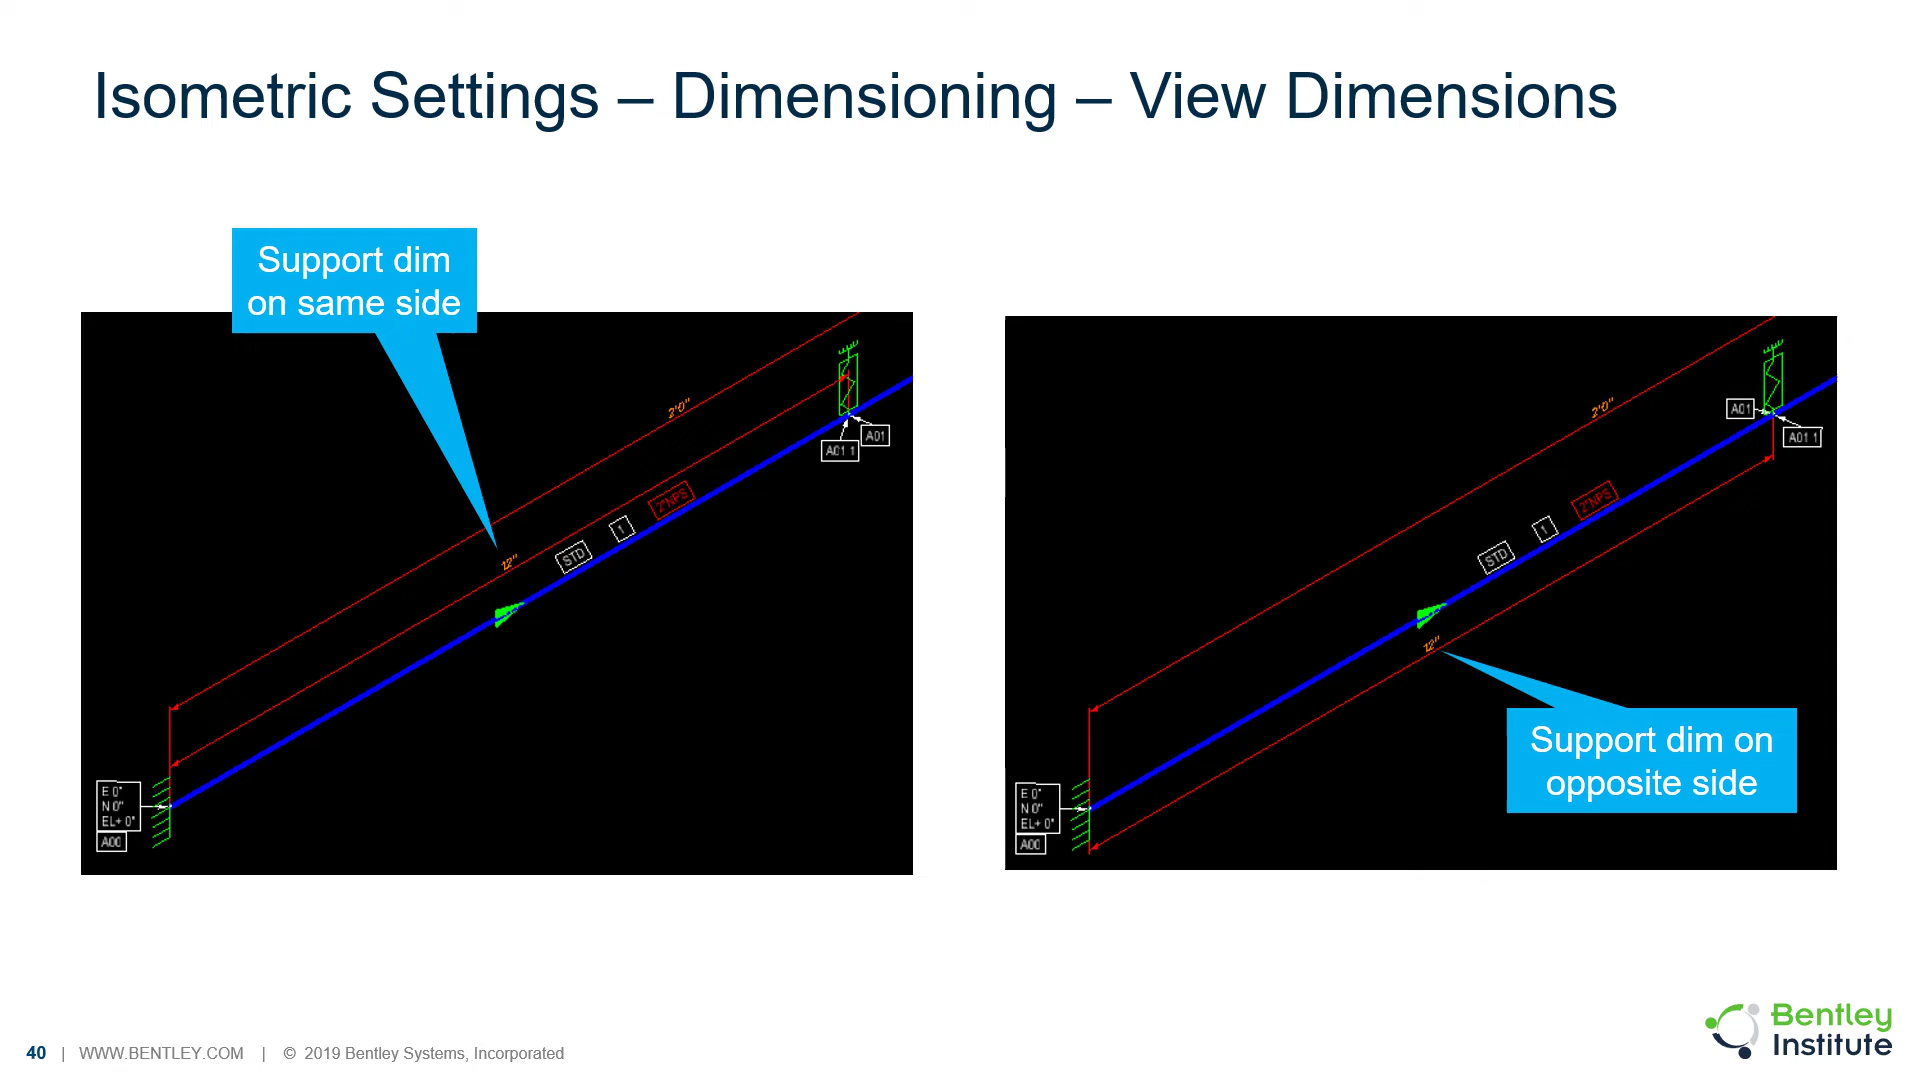 Isometric Settings – Dimensioning – View Dimensions
Support dim
on same side
2'0"
A01
A01 1
2"NPS
1
STD
12"
E 0"
N 0"
EL+ 0"
A00
2'0"
A01
A01 1
2"NPS
1
STD
12"
Support dim on
opposite side
E 0"
N 0"
EL+ 0"
A00
40 | WWW.BENTLEY.COM | © 2019 Bentley Systems, Incorporated
Bentley
Institute